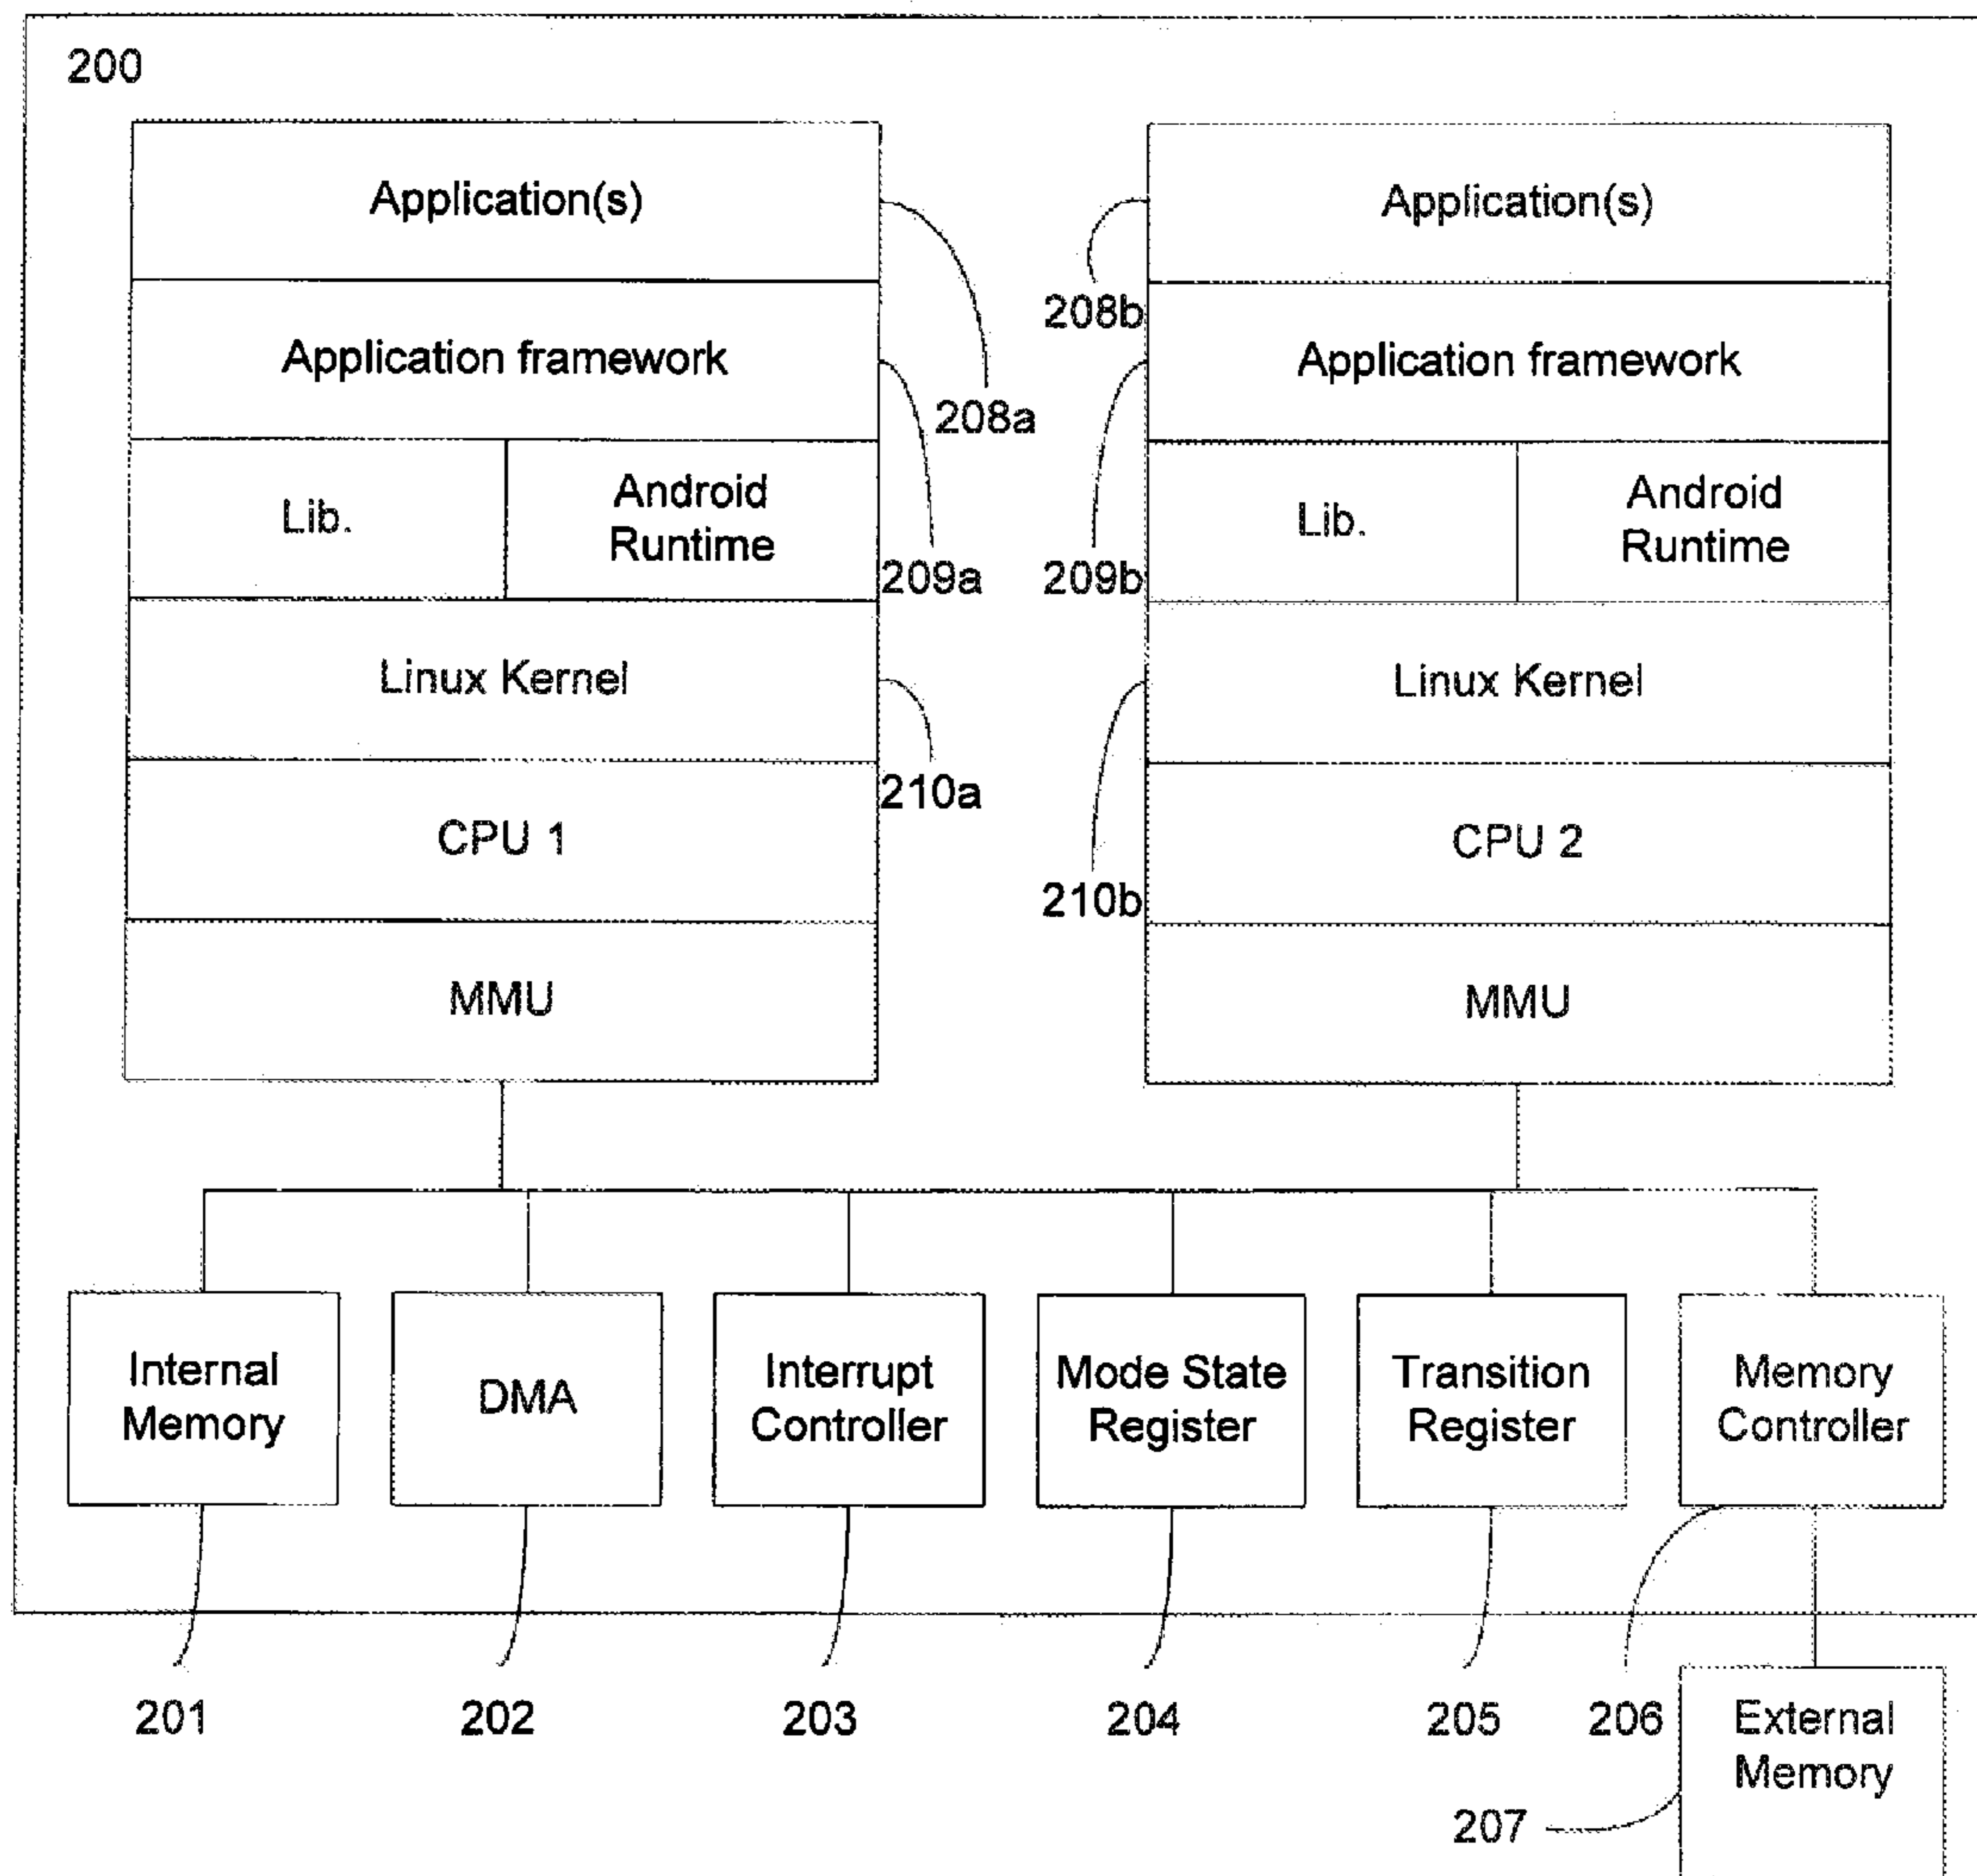 200
Application(s)
Application(s)
208b
Application framework
Application framework
208a
Lib.
Android
Runtime
Lib.
Android
Runtime
209a
209b
Linux Kernel
Linux Kernel
210a
CPU 1
CPU 2
210b
MMU
MMU
Internal
Memory
DMA
Interrupt
Controller
Mode State
Register
Transition
Register
Memory
Controller
201
202
203
204
205
206
External
Memory
207